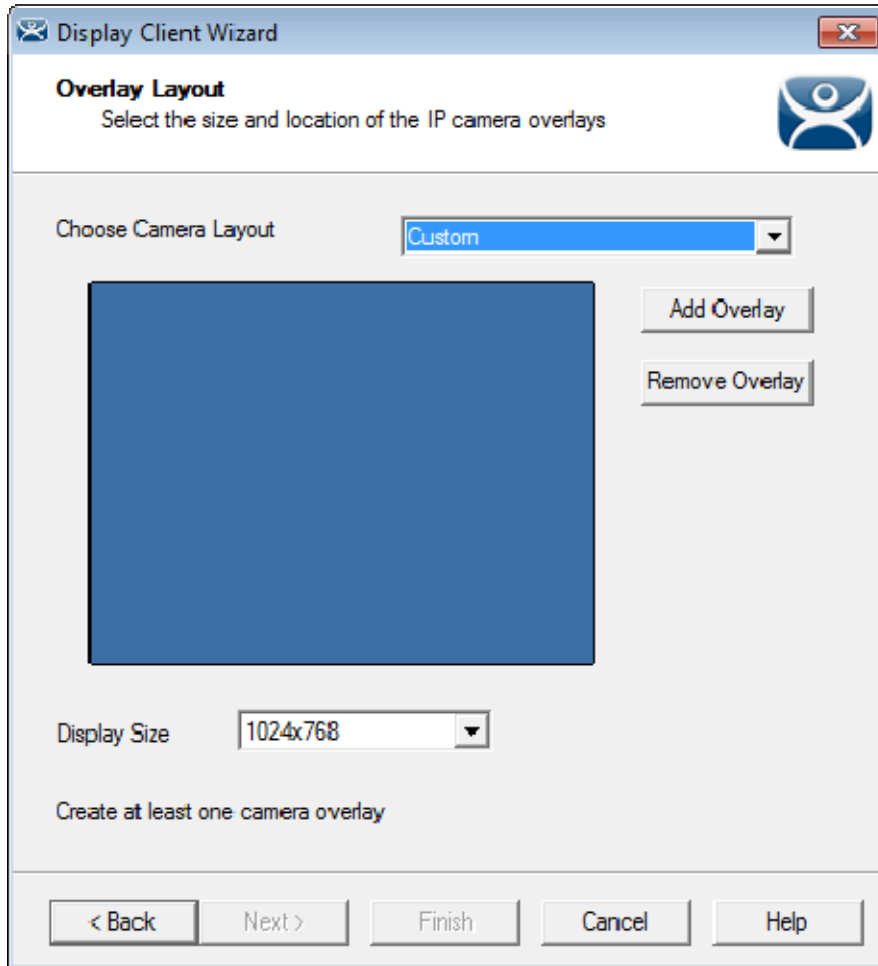 Display Client Wizard
Overlay Layout
Select the size and location of the IP camera overlays
Choose Camera Layout
Custom
Add Overlay
Remove Overlay
Display Size
1024x768
Create at least one camera overlay
< Back
Next >
Finish
Cancel
Help